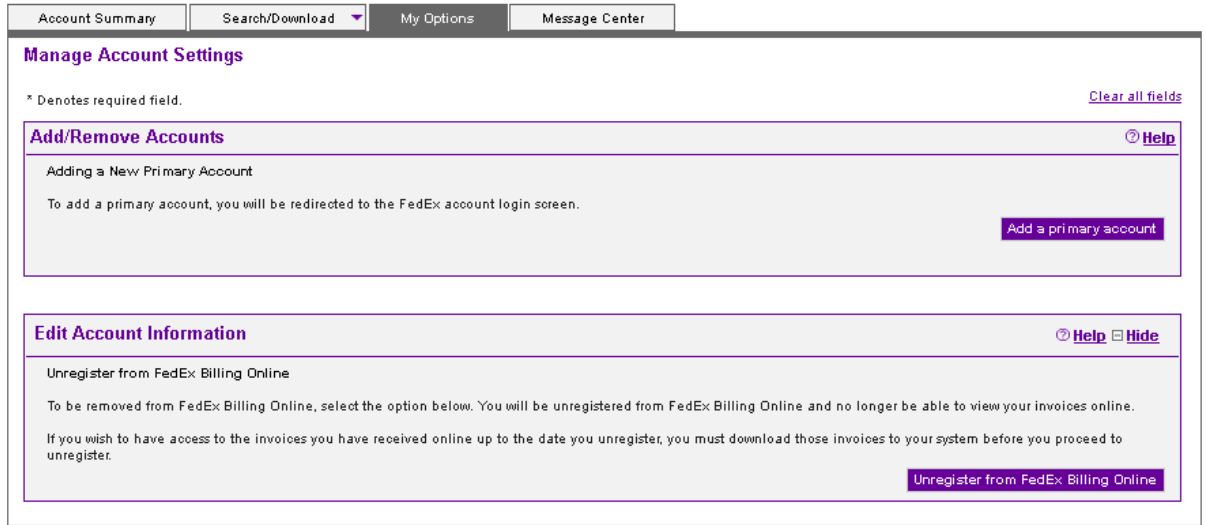 Account Summary Search/Download My Options Message Center
Manage Account Settings
* Denotes required field. Clear all fields
Add/Remove Accounts ? Help
Adding a New Primary Account
To add a primary account, you will be redirected to the FedEx account login screen.
Add a primary account
Edit Account Information ? Help Hide
Unregister from FedEx Billing Online
To be removed from FedEx Billing Online, select the option below. You will be unregistered from FedEx Billing Online and no longer be able to view your invoices online.
If you wish to have access to the invoices you have received online up to the date you unregister, you must download those invoices to your system before you proceed to
unregister.
Unregister from FedEx Billing Online